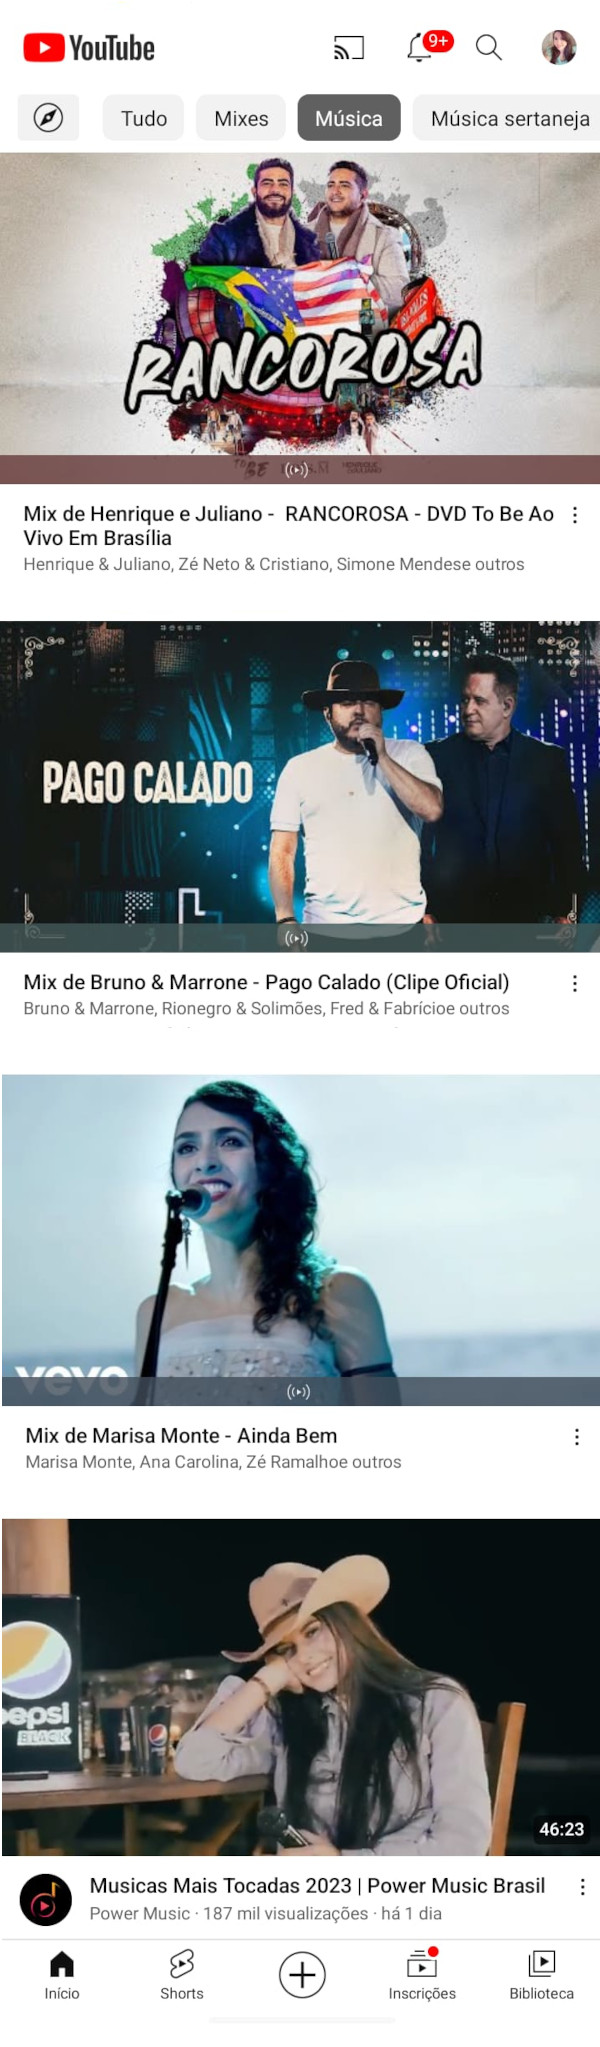 YouTube
9+
Tudo
Mixes
Música
Música sertaneja
RANCOROSA
TO BE
Mix de Henrique e Juliano - RANCOROSA - DVD To Be Ao
Vivo Em Brasília
Henrique & Juliano, Zé Neto & Cristiano, Simone Mendese outros
PAGO CALADO
Mix de Bruno & Marrone - Pago Calado (Clipe Oficial)
Bruno & Marrone, Rionegro & Solimões, Fred & Fabrícioe outros
vevo
Mix de Marisa Monte - Ainda Bem
Marisa Monte, Ana Carolina, Zé Ramalhoe outros
pepsi
BLACK
46:23
Musicas Mais Tocadas 2023 | Power Music Brasil
Power Music · 187 mil visualizações · há 1 dia
Início
Shorts
Inscrições
Biblioteca